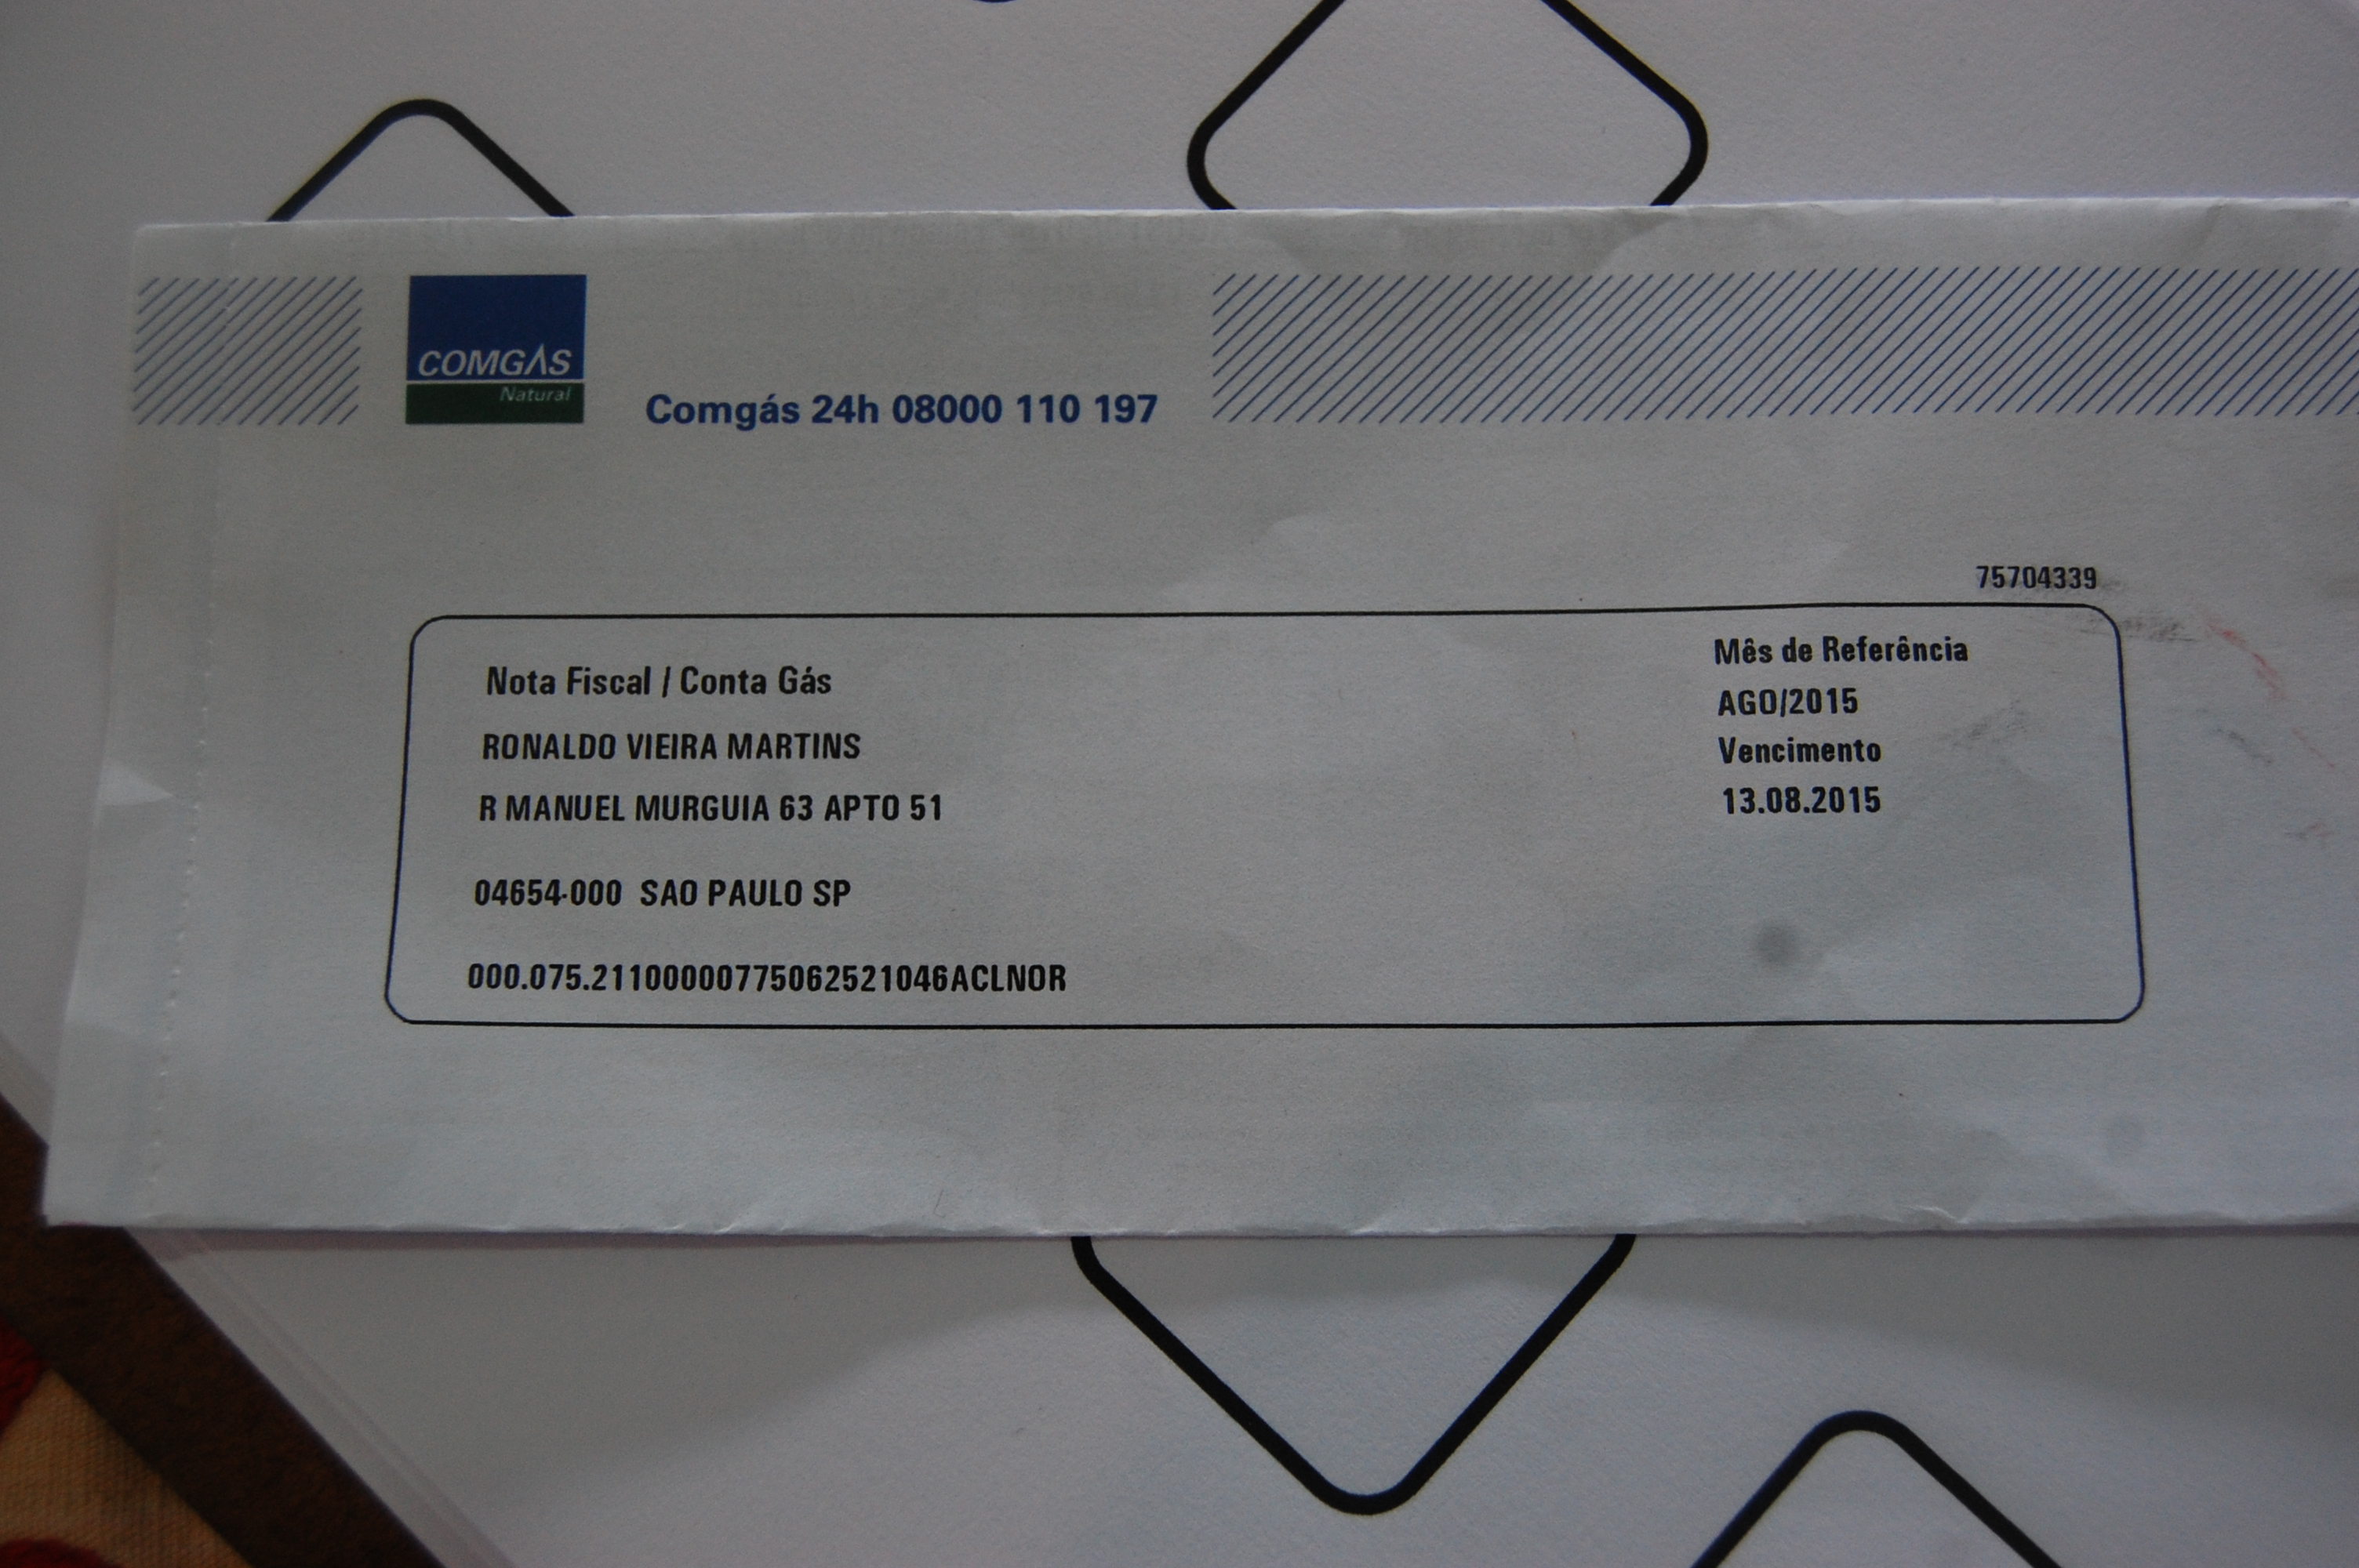 COMGÁS
Natural
Comgás 24h 08000 110 197
75704339
Nota Fiscal / Conta Gás
RONALDO VIEIRA MARTINS
R MANUEL MURGUIA 63 APTO 51
04654-000 SAO PAULO SP
000.075.21100000775062521046ACLNOR
Mês de Referência
AGO/2015
Vencimento
13.08.2015